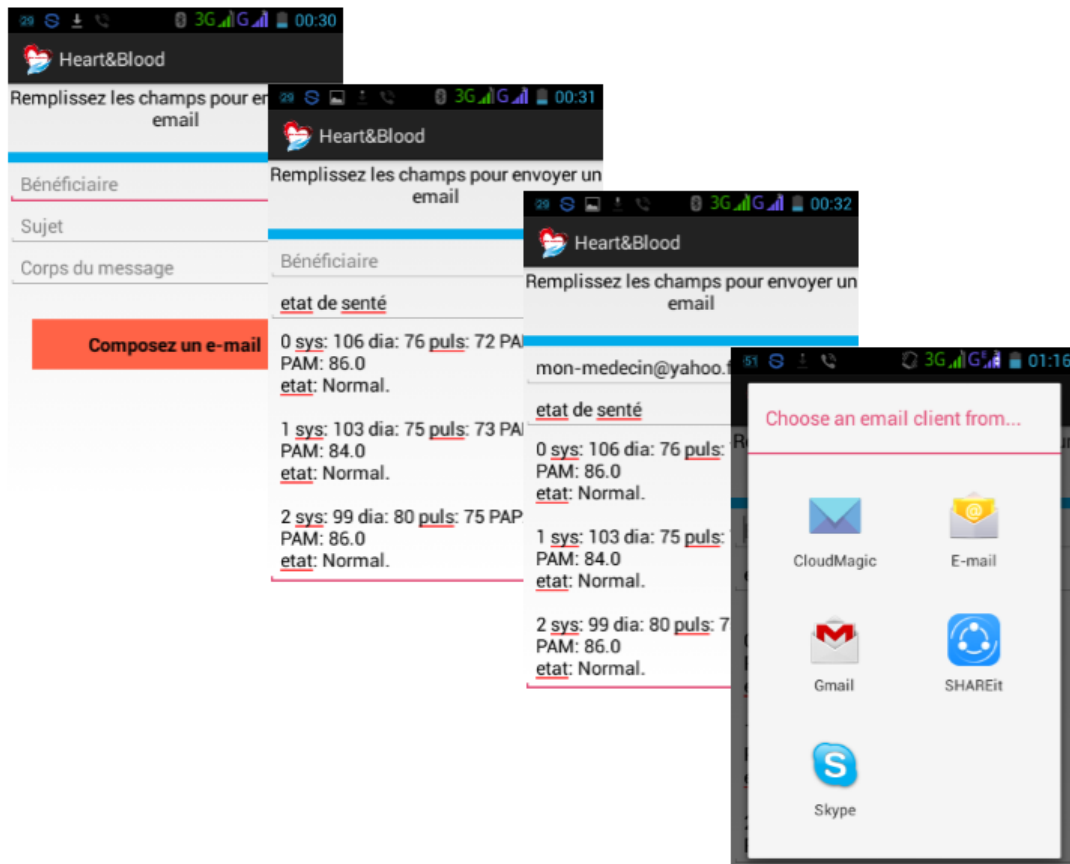 29 3G G 00:30
Heart&Blood
Remplissez les champs pour
email
Bénéficiaire
Sujet
Corps du message
Composez un e-mail
29 3G G 00:31
Heart&Blood
Remplissez les champs pour envoyer un
email
Bénéficiaire
etat de senté
0 sys: 106 dia: 76 puls: 72
PAM: 86.0
etat: Normal.
1 sys: 103 dia: 75 puls: 73
PAM: 84.0
etat: Normal.
2 sys: 99 dia: 80 puls: 75
PAM: 86.0
etat: Normal.
29 3G G 00:32
Heart&Blood
Remplissez les champs pour envoyer un
email
mon-medecin@yahoo.
etat de senté
0 sys: 106 dia: 76 puls:
PAM: 86.0
etat: Normal.
1 sys: 103 dia: 75 puls:
PAM: 84.0
etat: Normal.
2 sys: 99 dia: 80 puls:
PAM: 86.0
etat: Normal.
51 3G G 01:16
Choose an email client from...
CloudMagic
E-mail
Gmail
SHAREit
Skype